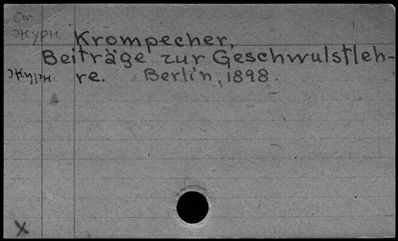 Ст
Журн. Krompecher,
Beiträge zur Geschwulstleh-
Журн. re. Berlin, 1898.
X